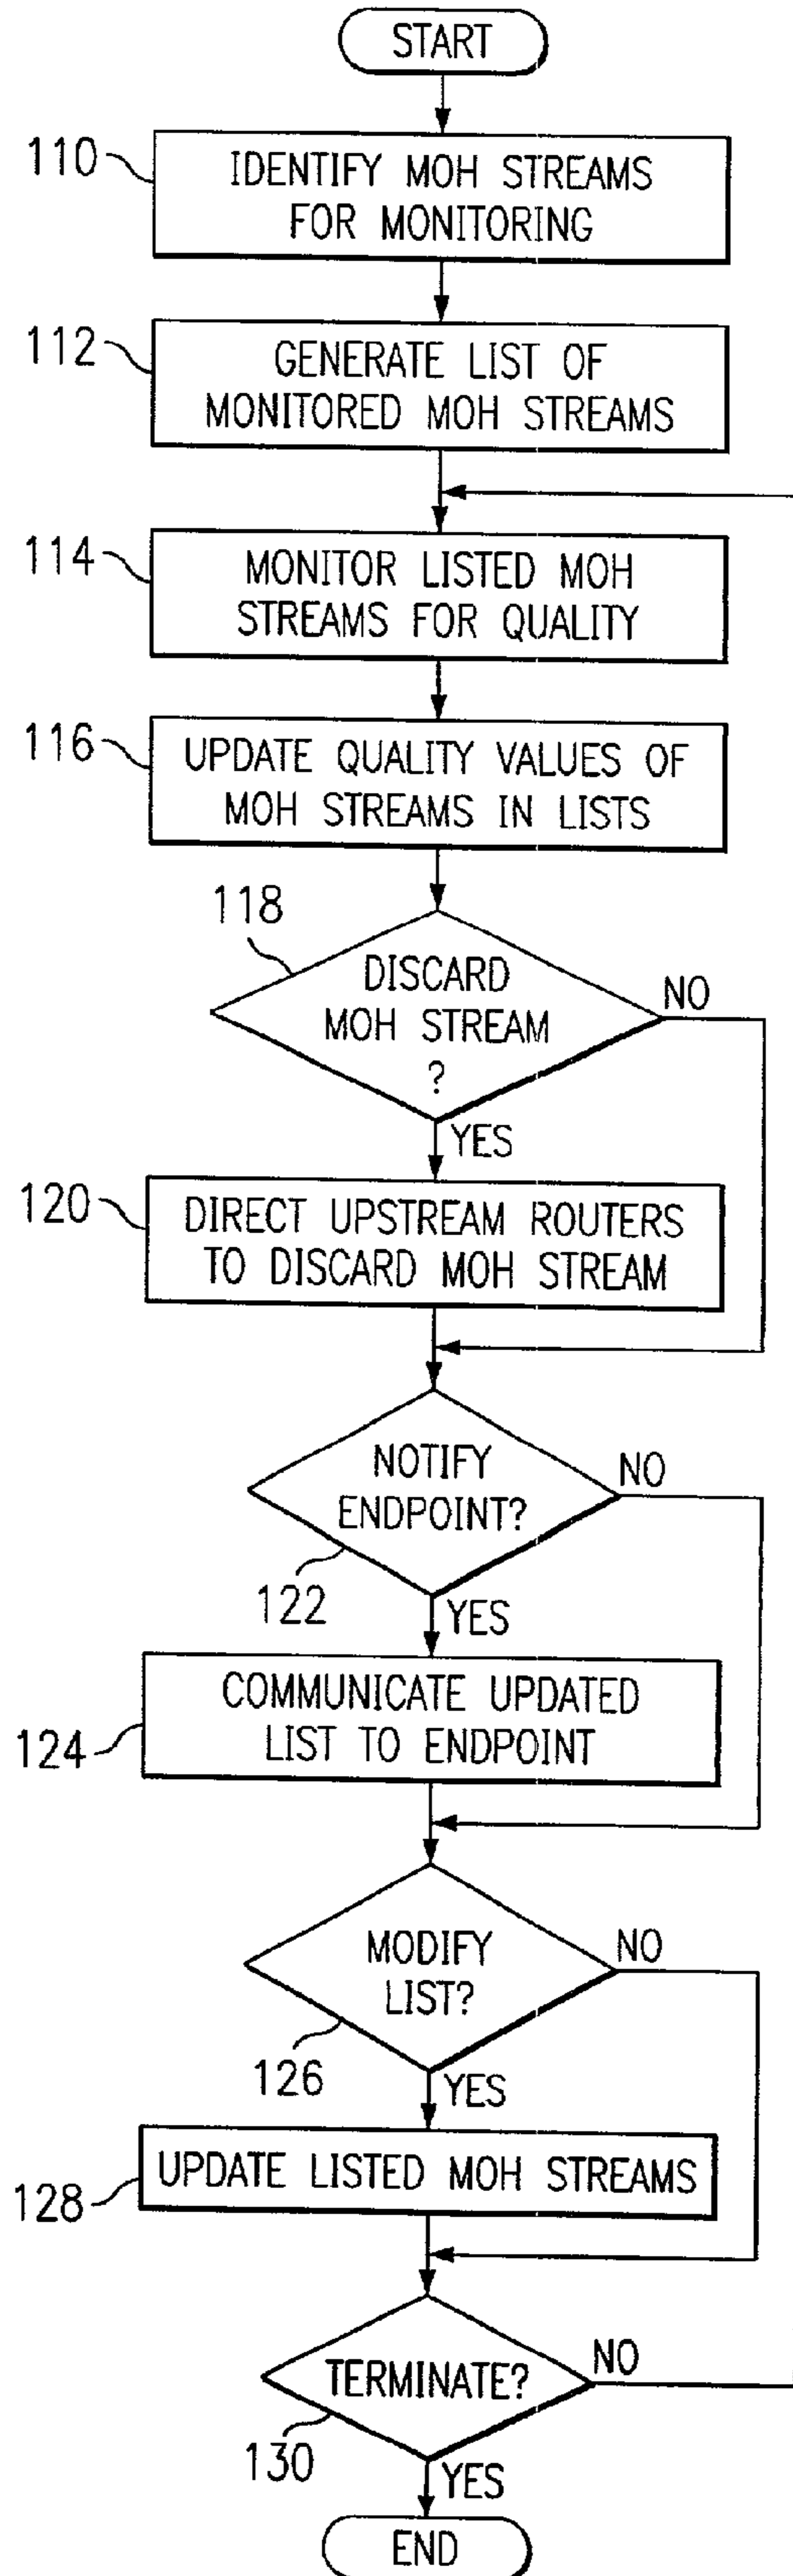 START
110
IDENTIFY MOH STREAMS
FOR MONITORING
112
GENERATE LIST OF
MONITORED MOH STREAMS
114
MONITOR LISTED MOH
STREAMS FOR QUALITY
116
UPDATE QUALITY VALUES OF
MOH STREAMS IN LISTS
118
DISCARD
MOH STREAM
?
NO
YES
120
DIRECT UPSTREAM ROUTERS
TO DISCARD MOH STREAM
NOTIFY
ENDPOINT?
NO
122
YES
COMMUNICATE UPDATED
LIST TO ENDPOINT
124
MODIFY
LIST?
NO
126
YES
UPDATE LISTED MOH STREAMS
128
TERMINATE?
NO
130
YES
END